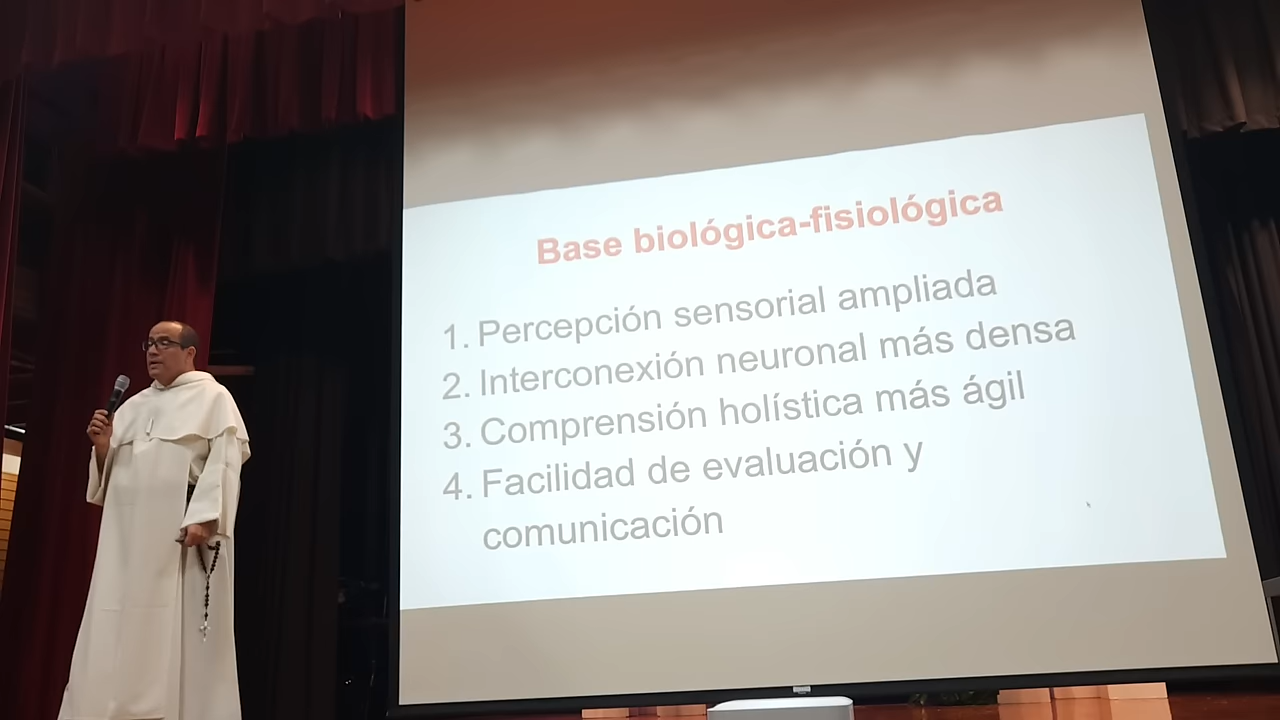 Base biológica-fisiológica
1. Percepción sensorial ampliada
2. Interconexión neuronal más densa
3. Comprensión holística más ágil
4. Facilidad de evaluación y
comunicación